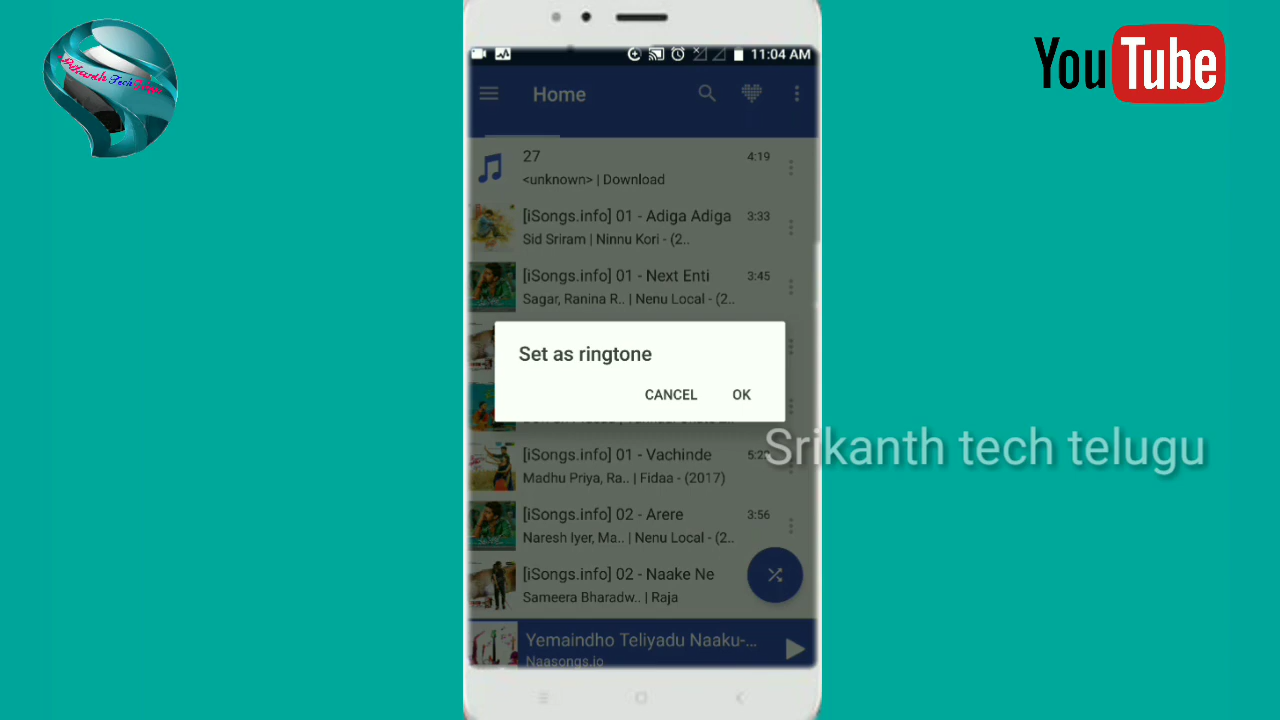 Srikanth Tech Telugu
YouTube
11:04 AM
Home
27
4:19
<unknown> | Download
[iSongs.info] 01 - Adiga Adiga
3:33
Sid Sriram | Ninnu Kori - (2..
[iSongs.info] 01 - Next Enti
3:45
Sagar, Ranina R.. | Nenu Local - (2..
Set as ringtone
CANCEL
OK
Srikanth tech telugu
[iSongs.info] 01 - Vachinde
Madhu Priya, Ra.. | Fidaa - (2017)
[iSongs.info] 02 - Arere
3:56
Naresh Iyer, Ma.. | Nenu Local - (2..
[iSongs.info] 02 - Naake Ne
Sameera Bharadw.. | Raja
Yemaindho Teliyadu Naaku-...
Naasongs.io